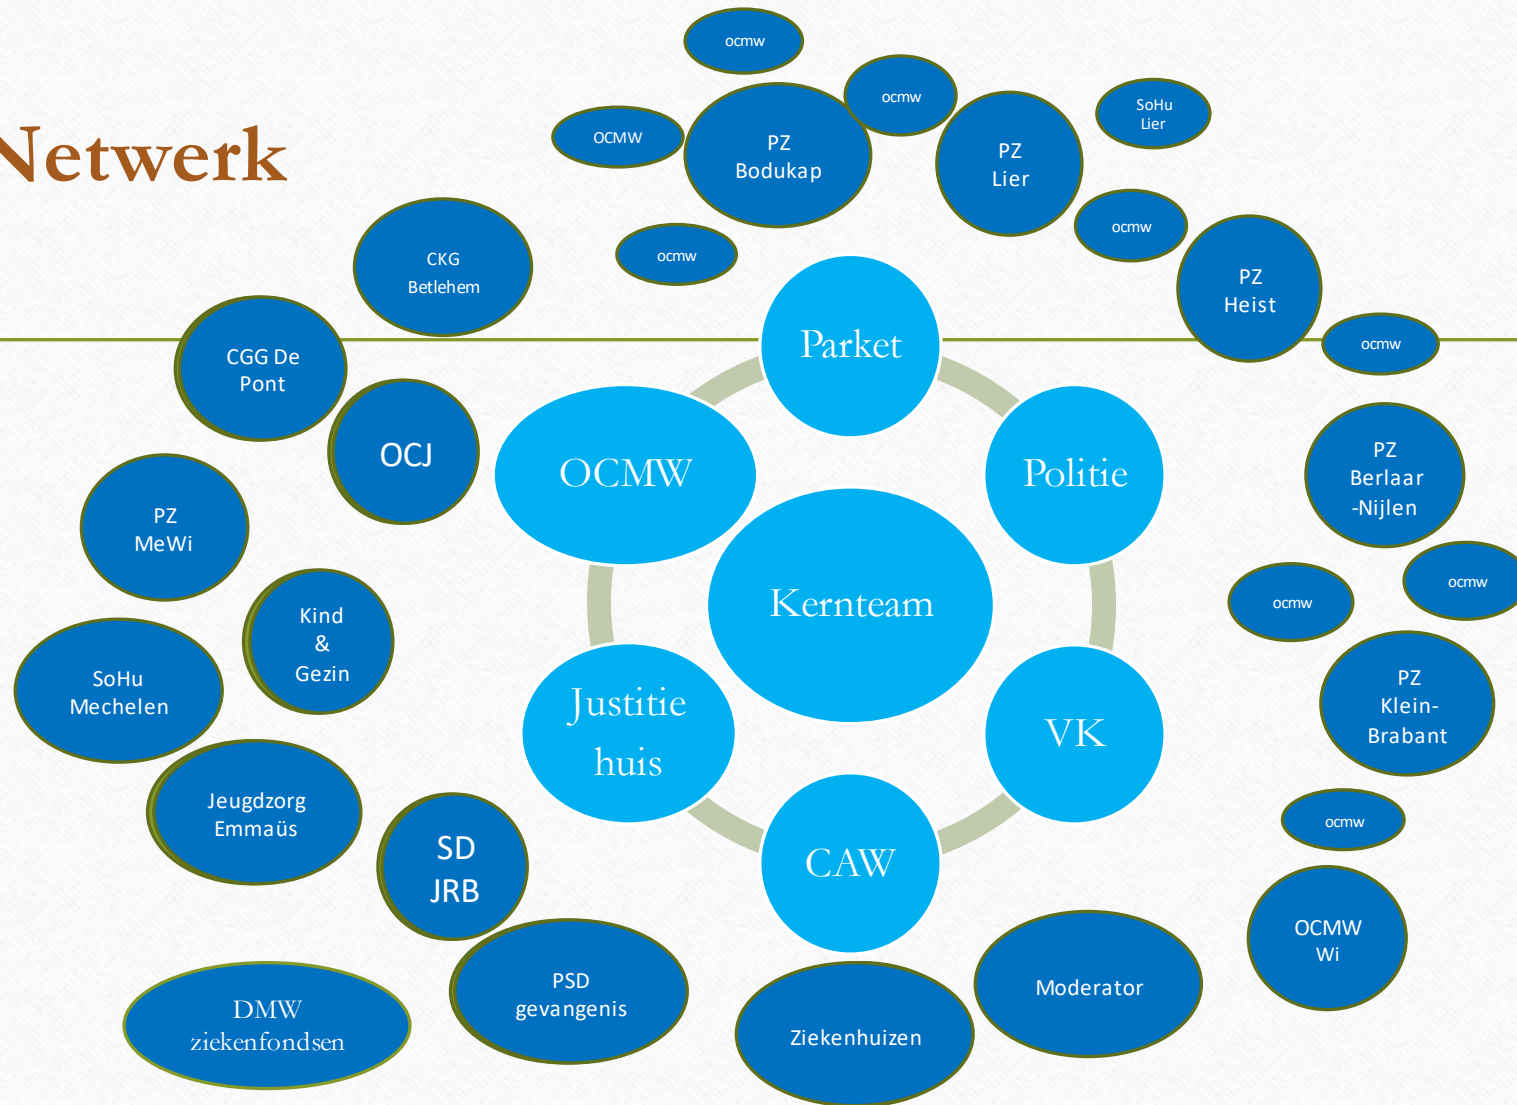 Netwerk
ocmw
ocmw
OCMW
PZ
Bodukap
ocmw
PZ
Lier
SoHu
Lier
ocmw
PZ
Heist
ocmw
CKG
Betlehem
CGG De
Pont
OCJ
PZ
MeWi
Kind
&
Gezin
SoHu
Mechelen
Jeugdzorg
Emmaüs
SD
JRB
PSD
gevangenis
DMW
ziekenfondsen
Parket
OCMW
Politie
Kernteam
Justitie
huis
VK
CAW
Ziekenhuizen
Moderator
PZ
Berlaar
-Nijlen
ocmw
ocmw
PZ
Klein-
Brabant
ocmw
OCMW
Wi